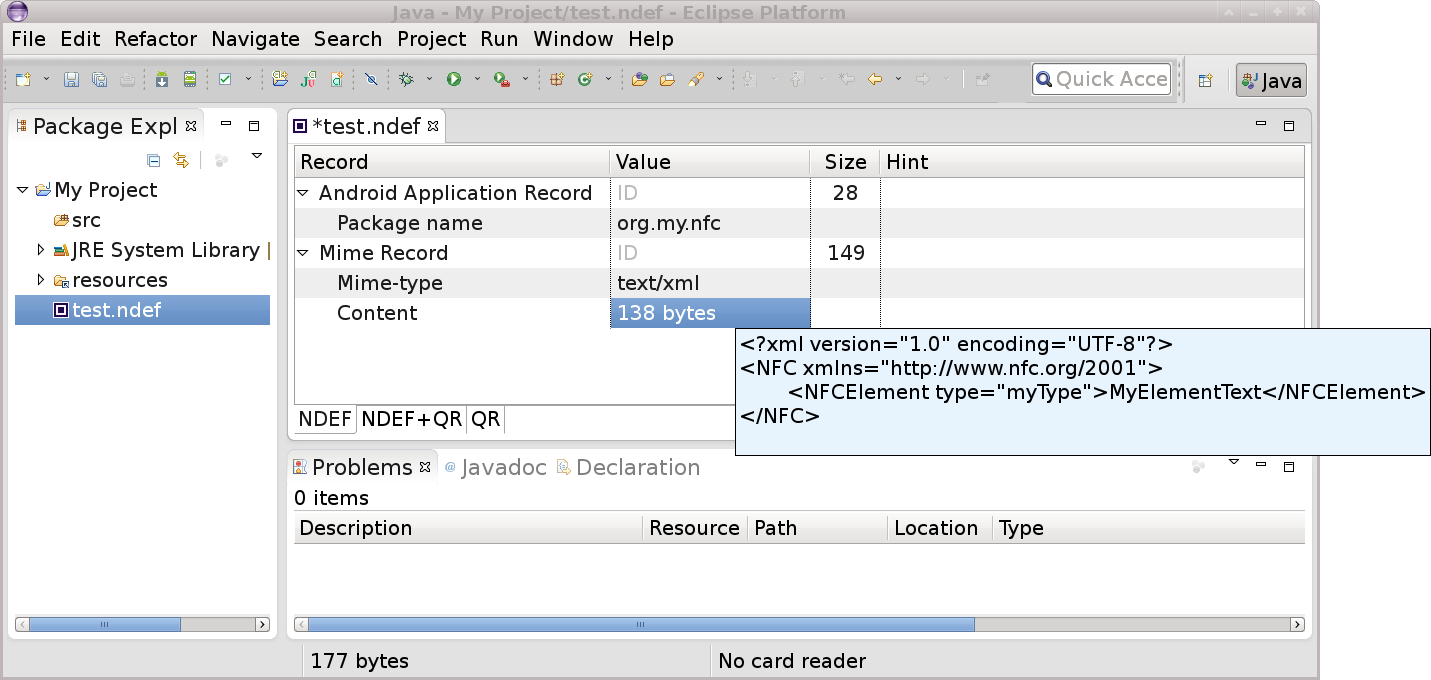 Java - My Project/test.ndef - Eclipse Platform
File Edit Refactor Navigate Search Project Run Window Help
Quick Acce
Java
Package Expl
My Project
src
JRE System Library
resources
test.ndef
*test.ndef
Record Value Size Hint
Android Application Record ID 28
Package name org.my.nfc
Mime Record ID 149
Mime-type text/xml
Content 138 bytes
<?xml version="1.0" encoding="UTF-8"?>
<NFC xmlns="http://www.nfc.org/2001">
<NFCElement type="myType">MyElementText</NFCElement>
</NFC>
NDEF NDEF+QR QR
Problems @ Javadoc Declaration
0 items
Description Resource Path Location Type
177 bytes No card reader